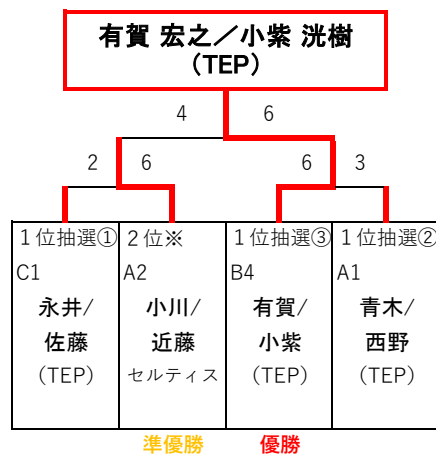 有賀 宏之／小紫 洸樹
（TEP）
4 6
2 6 6 3
1位抽選① 2位※ 1位抽選③ 1位抽選②
C1 A2 B4 A1
永井/ 小川/ 有賀/ 青木/
佐藤 近藤 小紫 西野
(TEP) セルティス (TEP) (TEP)
準優勝 優勝